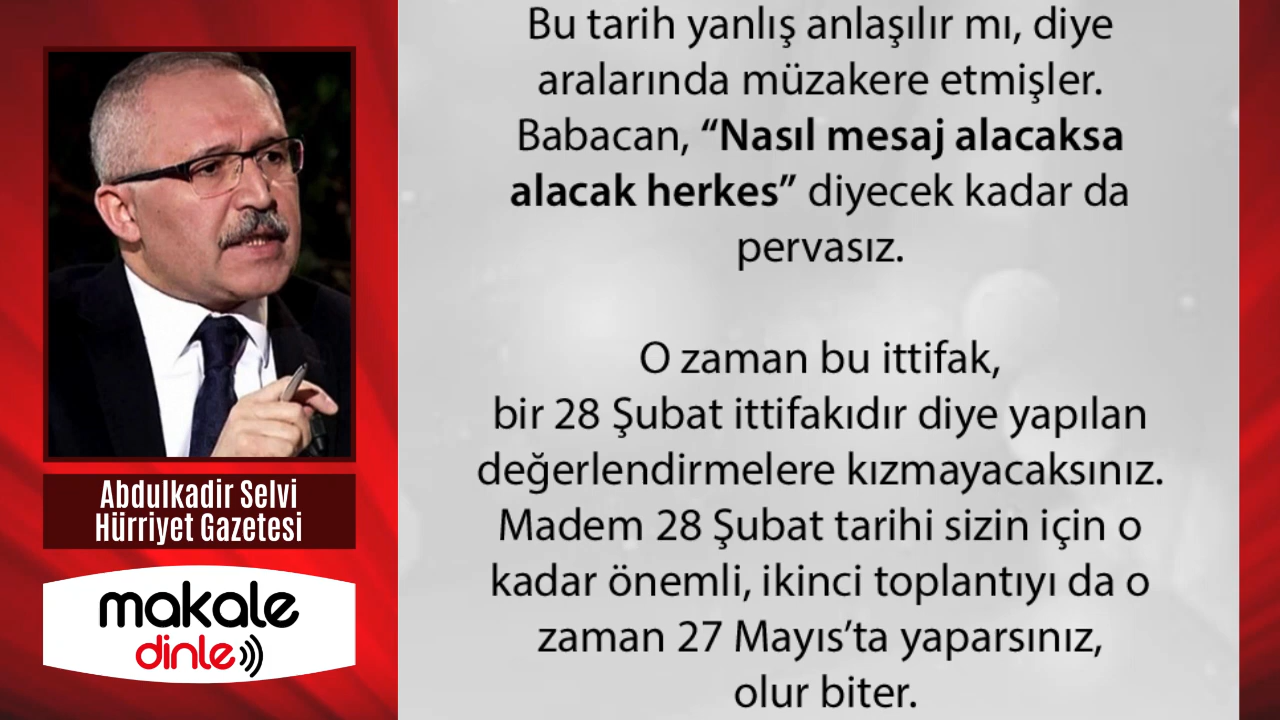 Bu tarih yanlış anlaşılır mı, diye
aralarında müzakere etmişler.
Babacan, “Nasıl mesaj alacaksa
alacak herkes” diyecek kadar da
pervasız.
O zaman bu ittifak,
bir 28 Şubat ittifakıdır diye yapılan
değerlendirmelere kızmayacaksınız.
Madem 28 Şubat tarihi sizin için o
kadar önemli, ikinci toplantıyı da o
zaman 27 Mayıs’ta yaparsınız,
olur biter.
Abdulkadir Selvi
Hürriyet Gazetesi
makale
dinle